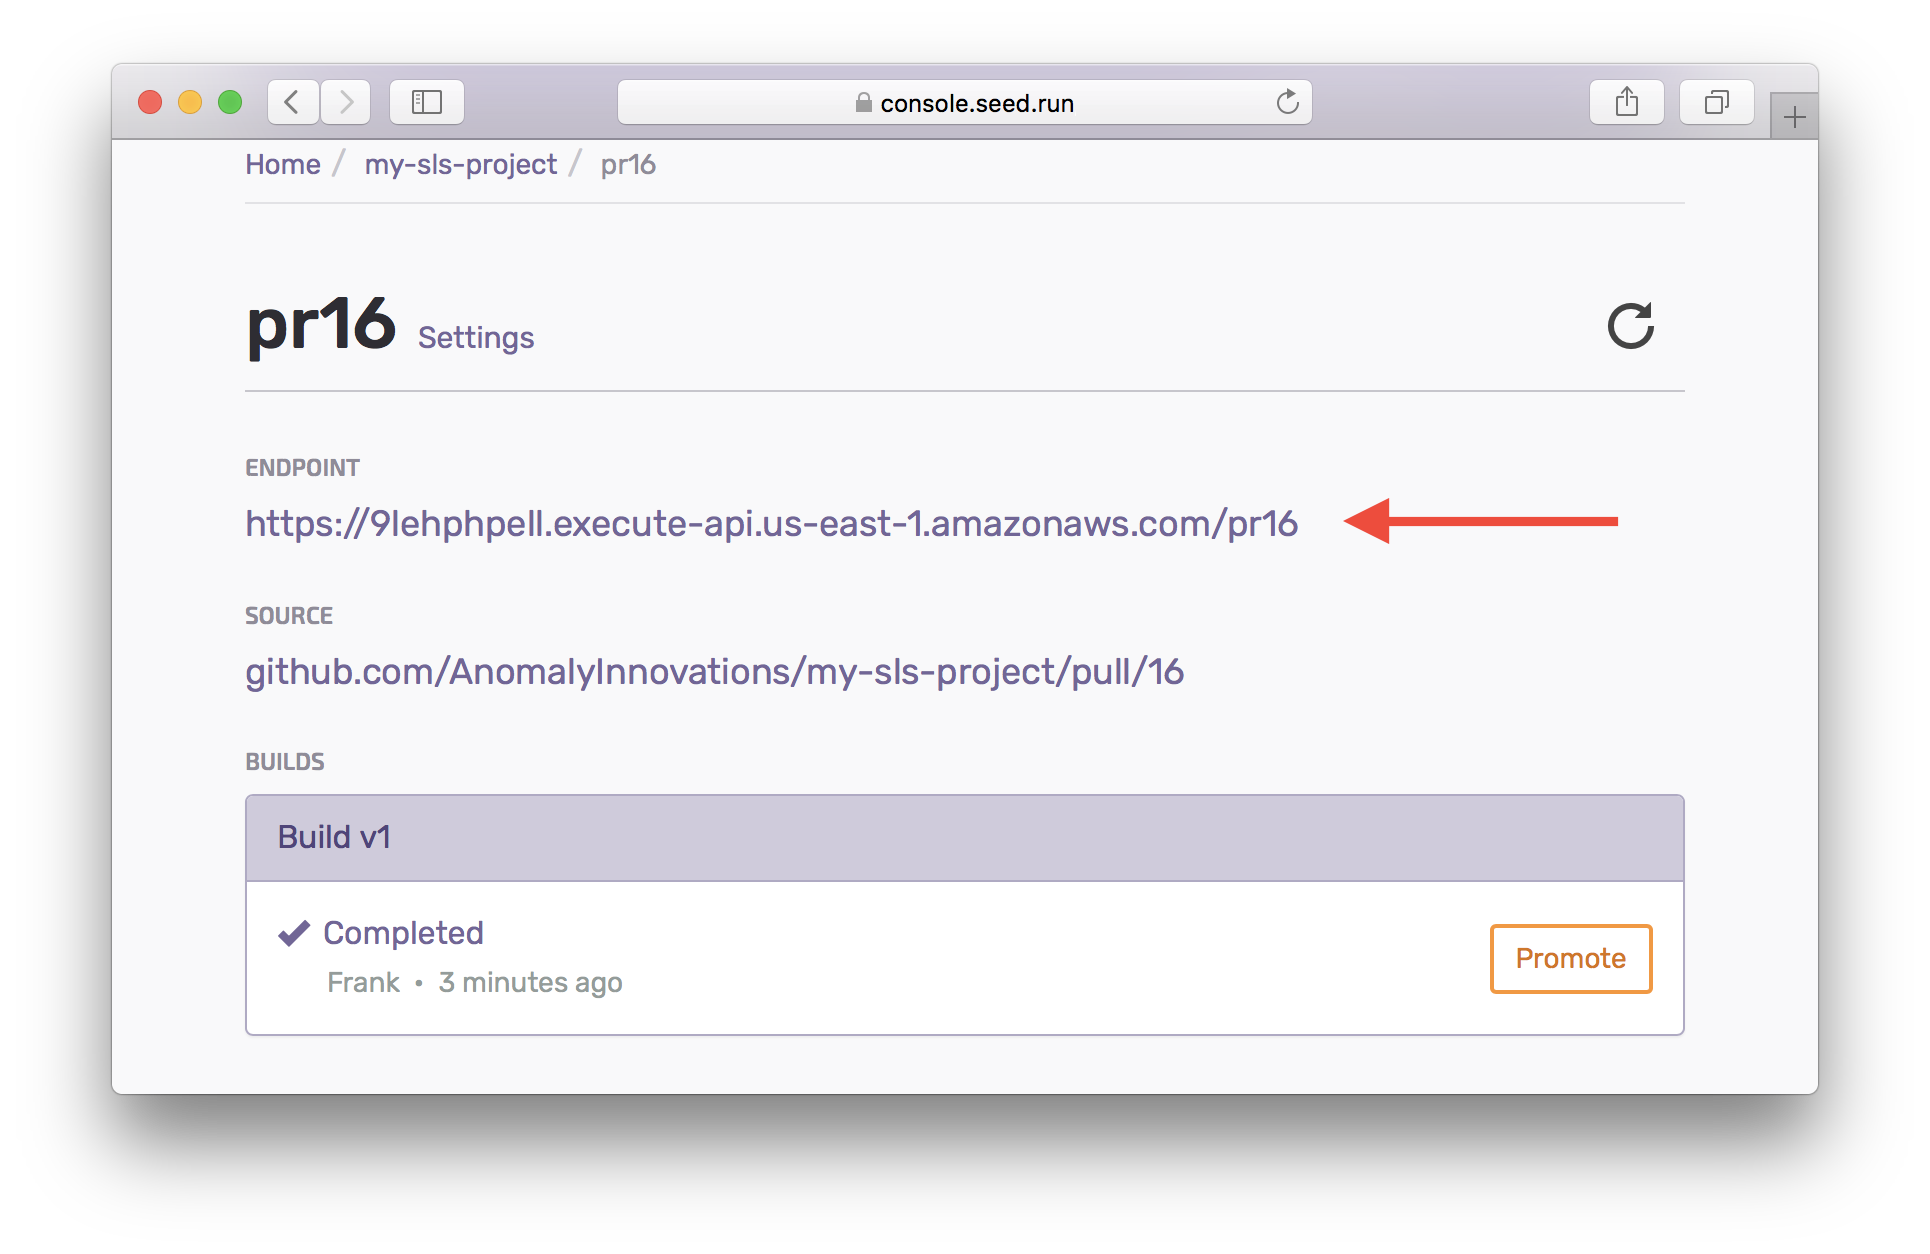 console.seed.run
Home / my-sls-project / pr16
pr16 Settings
ENDPOINT
https://9lehphpell.execute-api.us-east-1.amazonaws.com/pr16
SOURCE
github.com/AnomalyInnovations/my-sls-project/pull/16
BUILDS
Build v1
Completed
Frank • 3 minutes ago
Promote